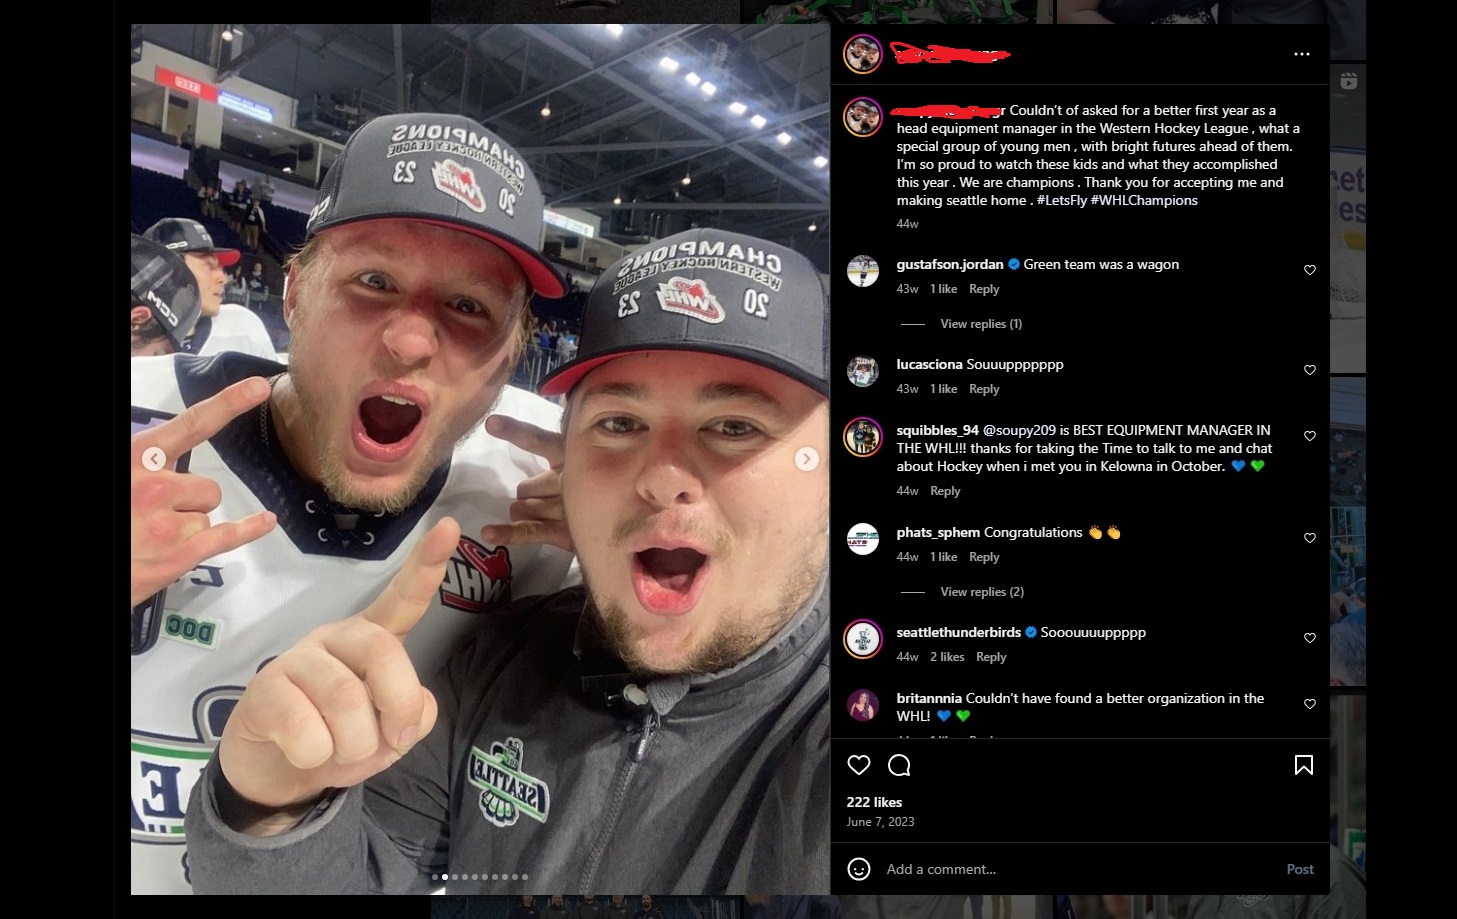 Couldn't of asked for a better first year as a
head equipment manager in the Western Hockey League , what a
special group of young men , with bright futures ahead of them.
I'm so proud to watch these kids and what they accomplished
this year . We are champions . Thank you for accepting me and
making seattle home . #LetsFly #WHLChampions
44w
gustafson.jordan Green team was a wagon
43w 1 like Reply
View replies (1)
lucasciona Souuupppppp
43w 1 like Reply
squibbles_94 @soupy209 is BEST EQUIPMENT MANAGER IN
THE WHL!!! thanks for taking the Time to talk to me and chat
about Hockey when i met you in Kelowna in October. 💙 💚
44w Reply
phats_sphem Congratulations 👏 👏
44w 1 like Reply
View replies (2)
seattlethunderbirds Sooouuuuppppp
44w 2 likes Reply
britannnia Couldn't have found a better organization in the
WHL! 💙 💚
222 likes
June 7, 2023
Add a comment... Post
CHAMPIONS
WESTERN HOCKEY LEAGUE
20 WHL 23
CHAMPIONS
WESTERN HOCKEY LEAGUE
20 WHL 23
CCM
WHL
DOC
SEATTLE